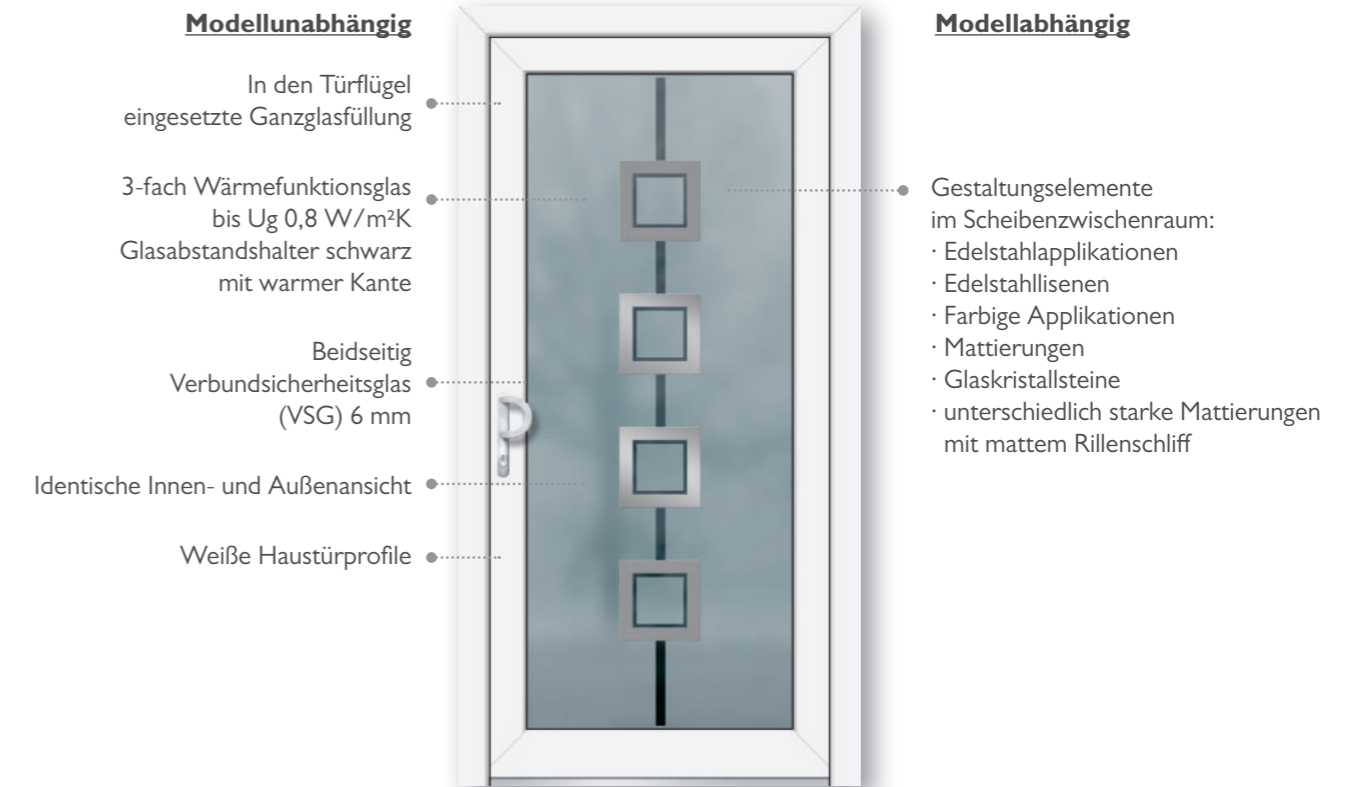 Modellunabhängig
In den Türflügel
eingesetzte Ganzglasfüllung
3-fach Wärmefunktionsglas
bis Ug 0,8 W/m²K
Glasabstandshalter schwarz
mit warmer Kante
Beidseitig
Verbundsicherheitsglas
(VSG) 6 mm
Identische Innen- und Außenansicht
Weiße Haustürprofile
Modellabhängig
Gestaltungselemente
im Scheibenzwischenraum:
· Edelstahlapplikationen
· Edelstahllisenen
· Farbige Applikationen
· Mattierungen
· Glaskristallsteine
· unterschiedlich starke Mattierungen
mit mattem Rillenschliff